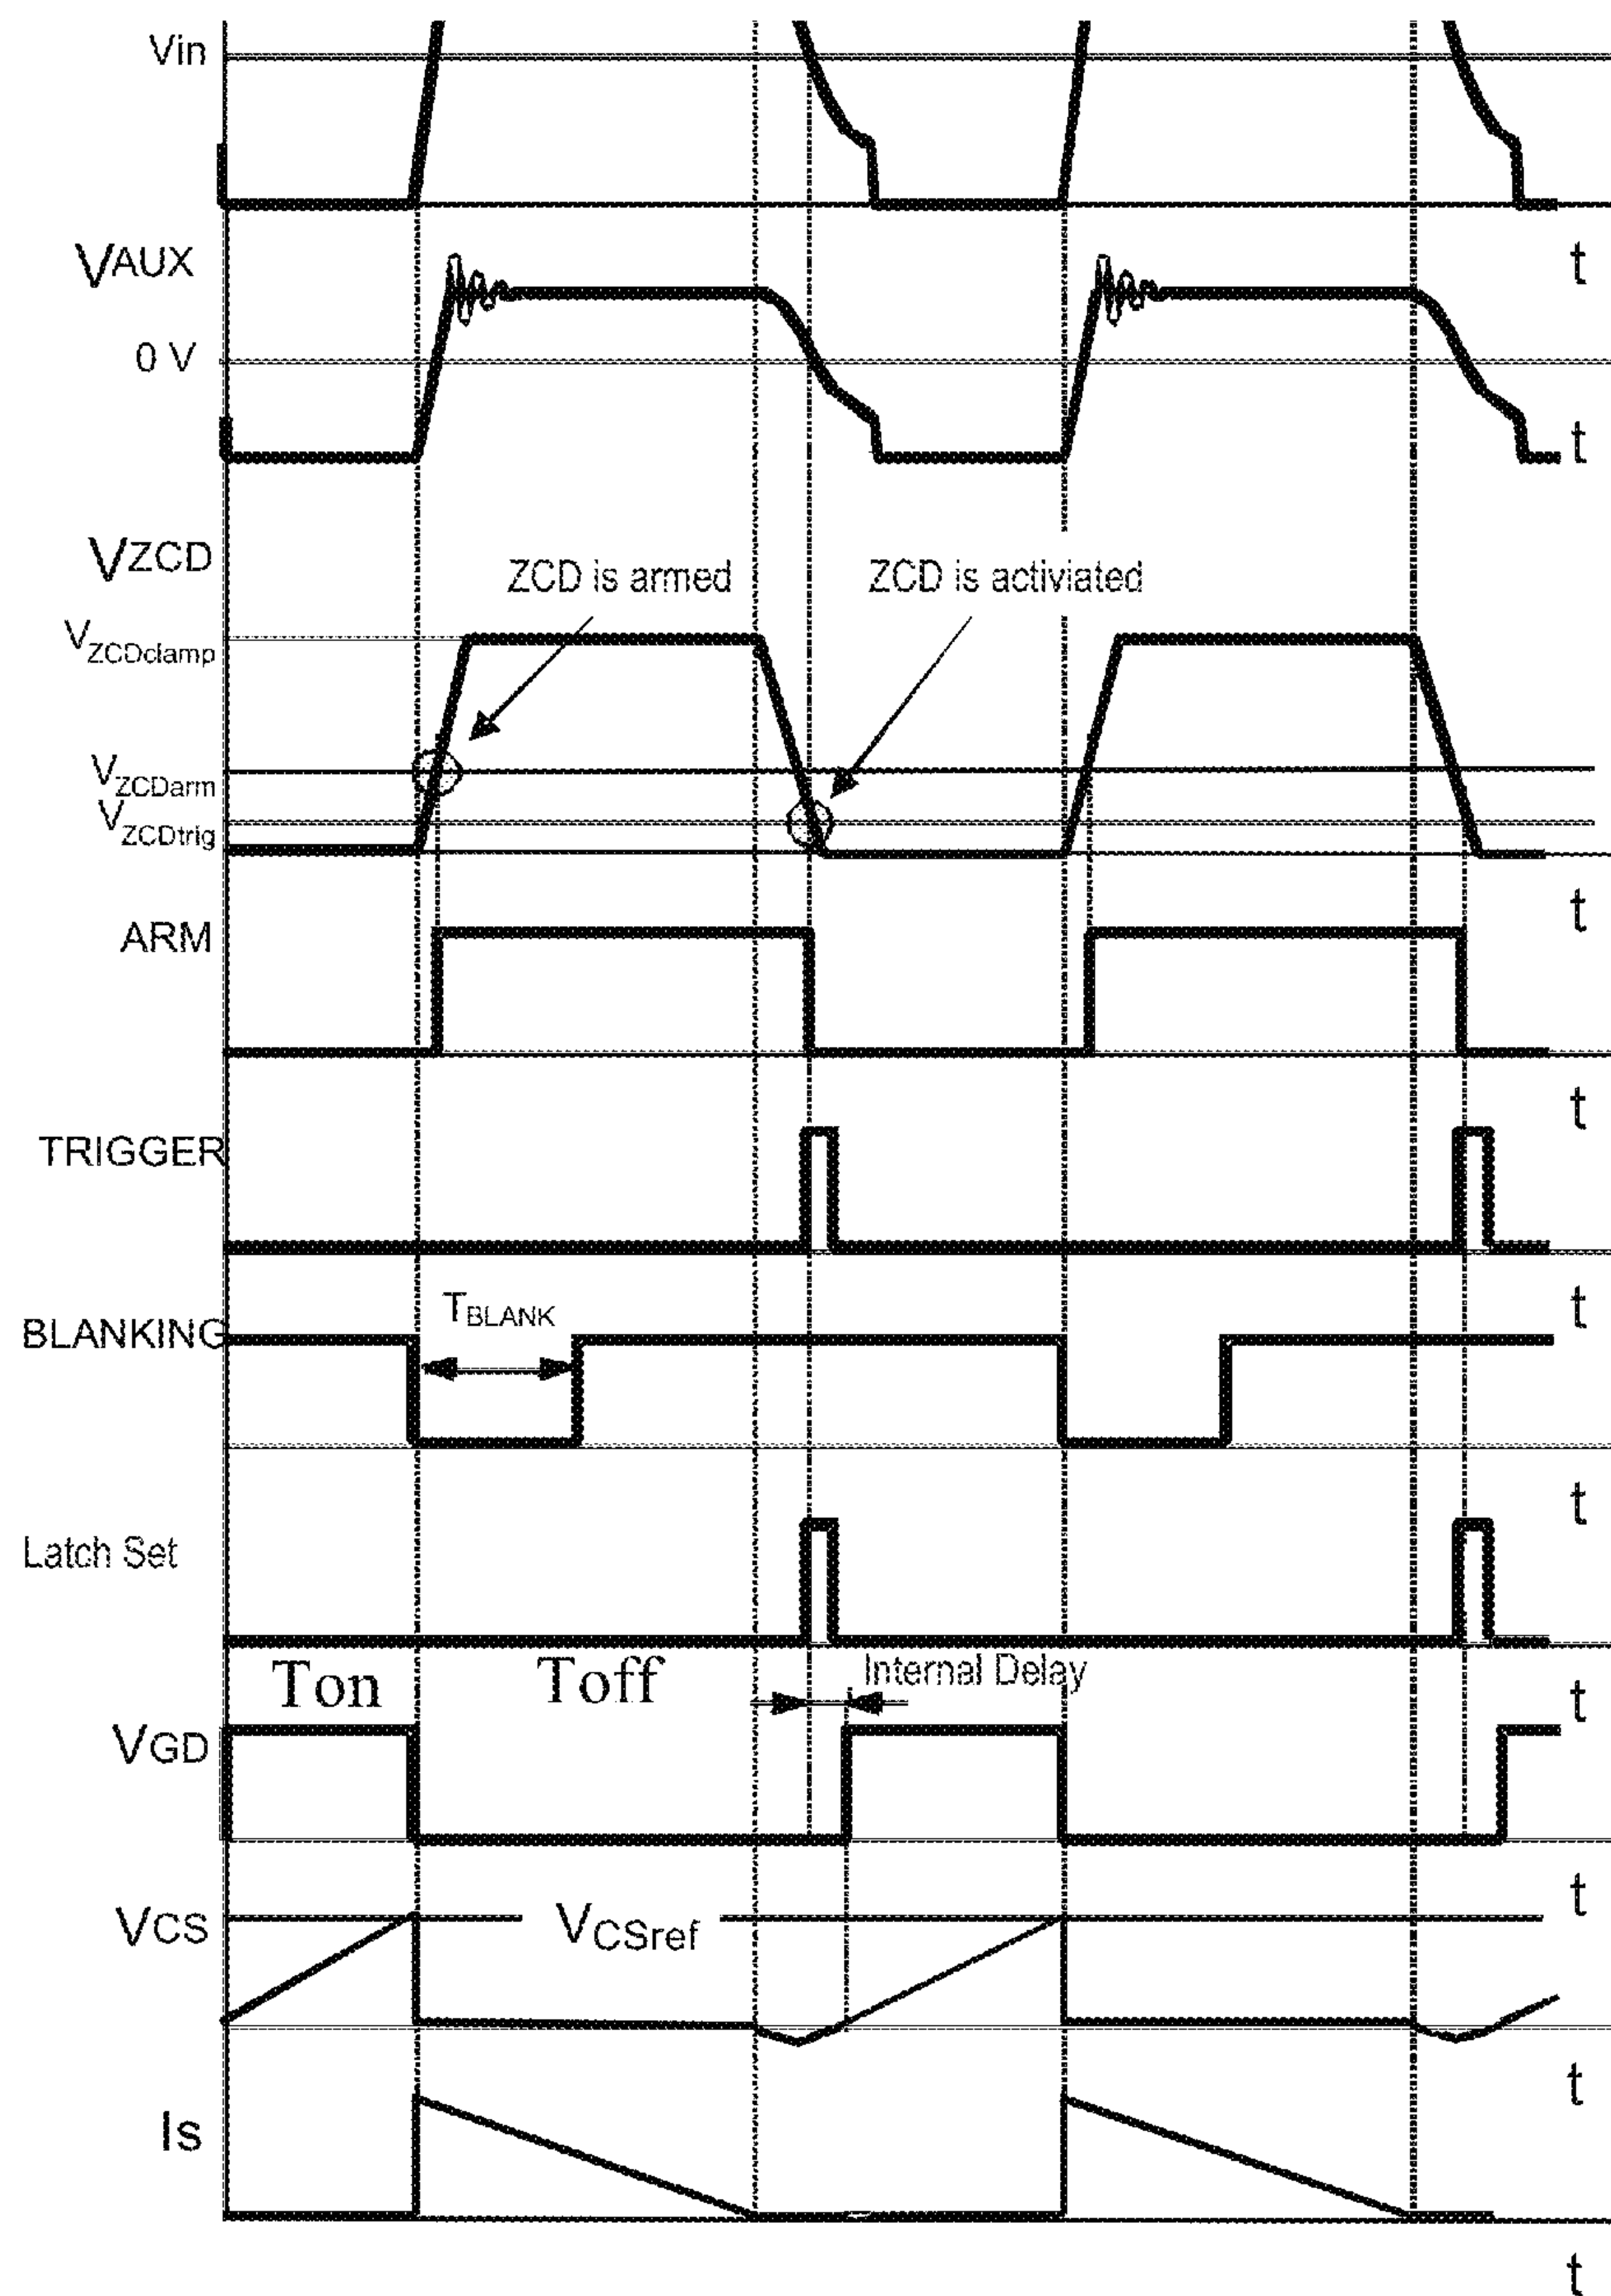 Vin
t
VAUX
0 V
t
VZCD
ZCD is armed
ZCD is activiated
VZCDclamp
VZCDarm
VZCDtrig
t
ARM
t
TRIGGER
t
TBLANK
BLANKING
t
Latch Set
Ton
Toff
Internal Delay
t
VGD
t
VCS
VCSref
t
Is
t